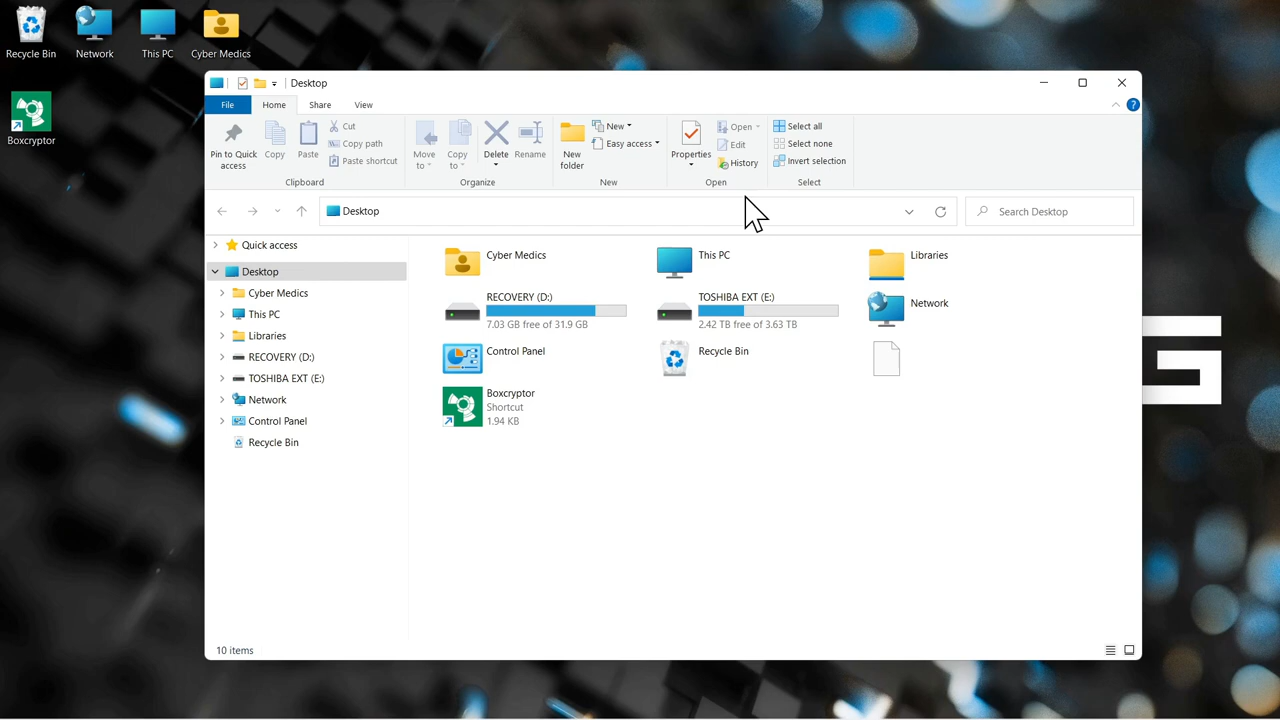 Recycle Bin
Network
This PC
Cyber Medics
Boxcryptor
Desktop
File
Home
Share
View
?
Pin to Quick access
Copy
Paste
Cut
Copy path
Paste shortcut
Clipboard
Move to
Copy to
Delete
Rename
Organize
New folder
New
Easy access
New
Properties
Open
Edit
History
Open
Select all
Select none
Invert selection
Select
Desktop
Search Desktop
Quick access
Desktop
Cyber Medics
This PC
Libraries
RECOVERY (D:)
TOSHIBA EXT (E:)
Network
Control Panel
Recycle Bin
Cyber Medics
This PC
Libraries
RECOVERY (D:)
7.03 GB free of 31.9 GB
TOSHIBA EXT (E:)
2.42 TB free of 3.63 TB
Network
Control Panel
Recycle Bin
Boxcryptor
Shortcut
1.94 KB
10 items